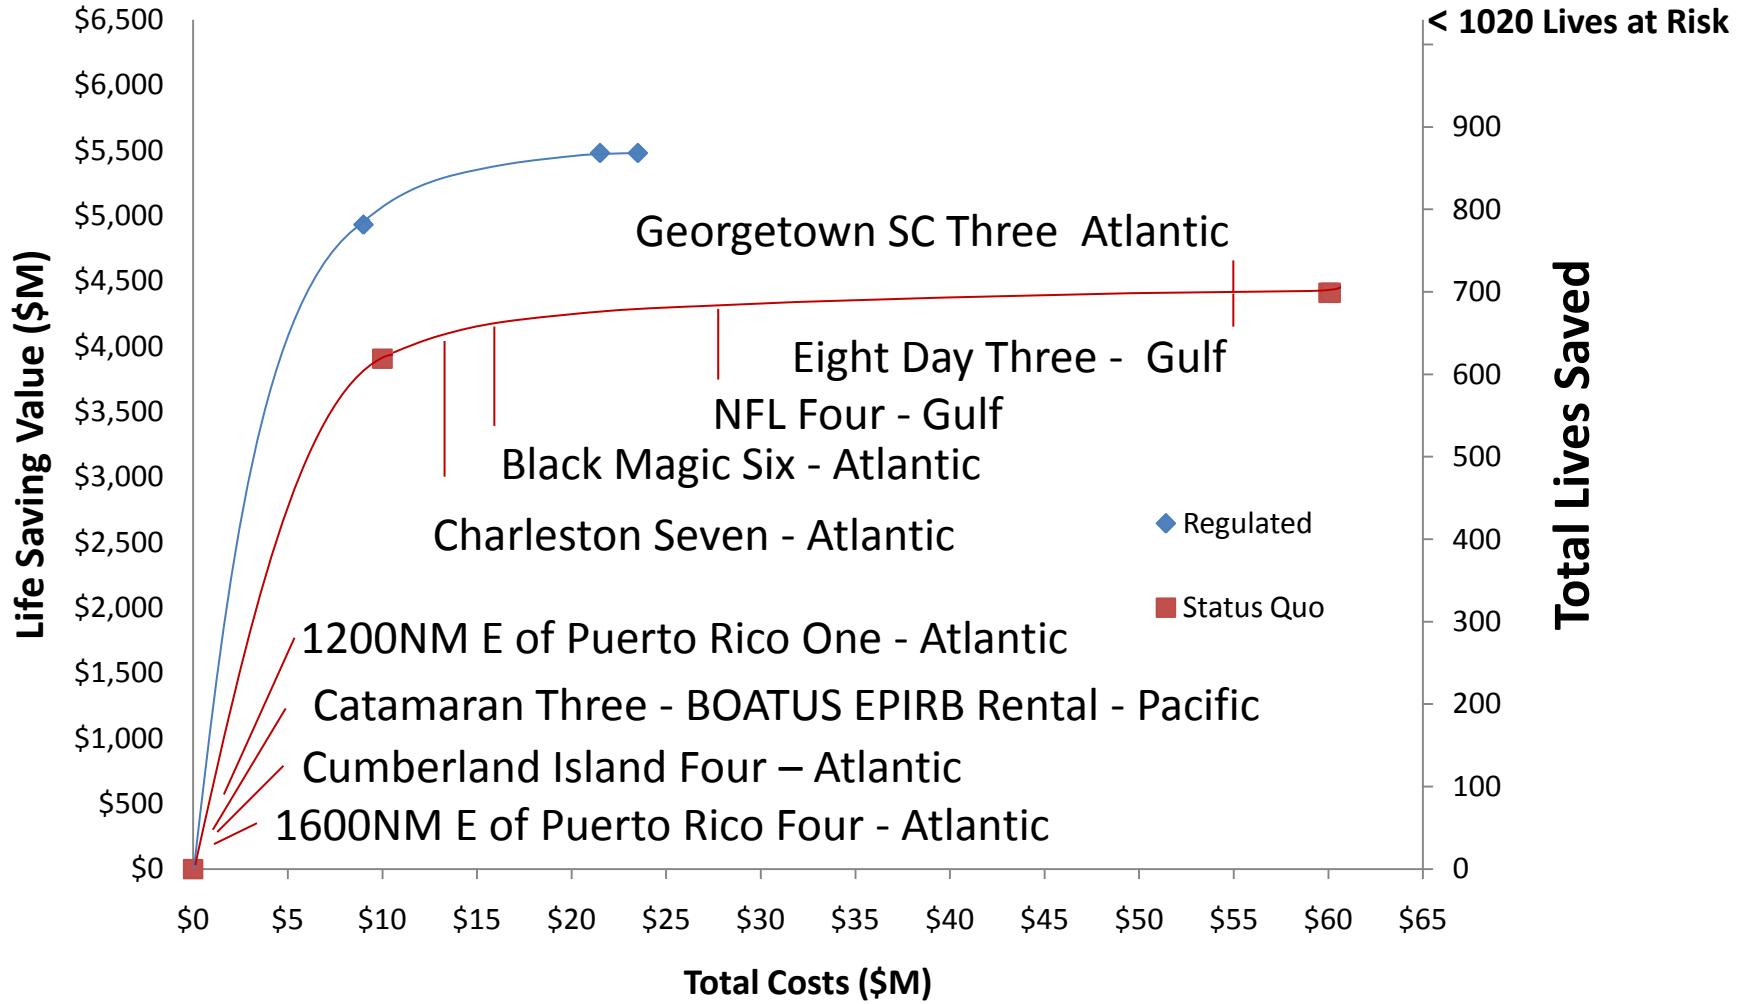 $6,500
$6,000
$5,500
$5,000
$4,500
$4,000
$3,500
$3,000
$2,500
$2,000
$1,500
$1,000
$500
$0
Life Saving Value ($M)
< 1020 Lives at Risk
Georgetown SC Three  Atlantic
Eight Day Three -  Gulf
NFL Four - Gulf
Black Magic Six - Atlantic
Charleston Seven - Atlantic
1200NM E of Puerto Rico One - Atlantic
Catamaran Three - BOATUS EPIRB Rental - Pacific
Cumberland Island Four – Atlantic
1600NM E of Puerto Rico Four - Atlantic
Regulated
Status Quo
900
800
700
600
500
400
300
200
100
0
Total Lives Saved
$0 $5 $10 $15 $20 $25 $30 $35 $40 $45 $50 $55 $60 $65
Total Costs ($M)